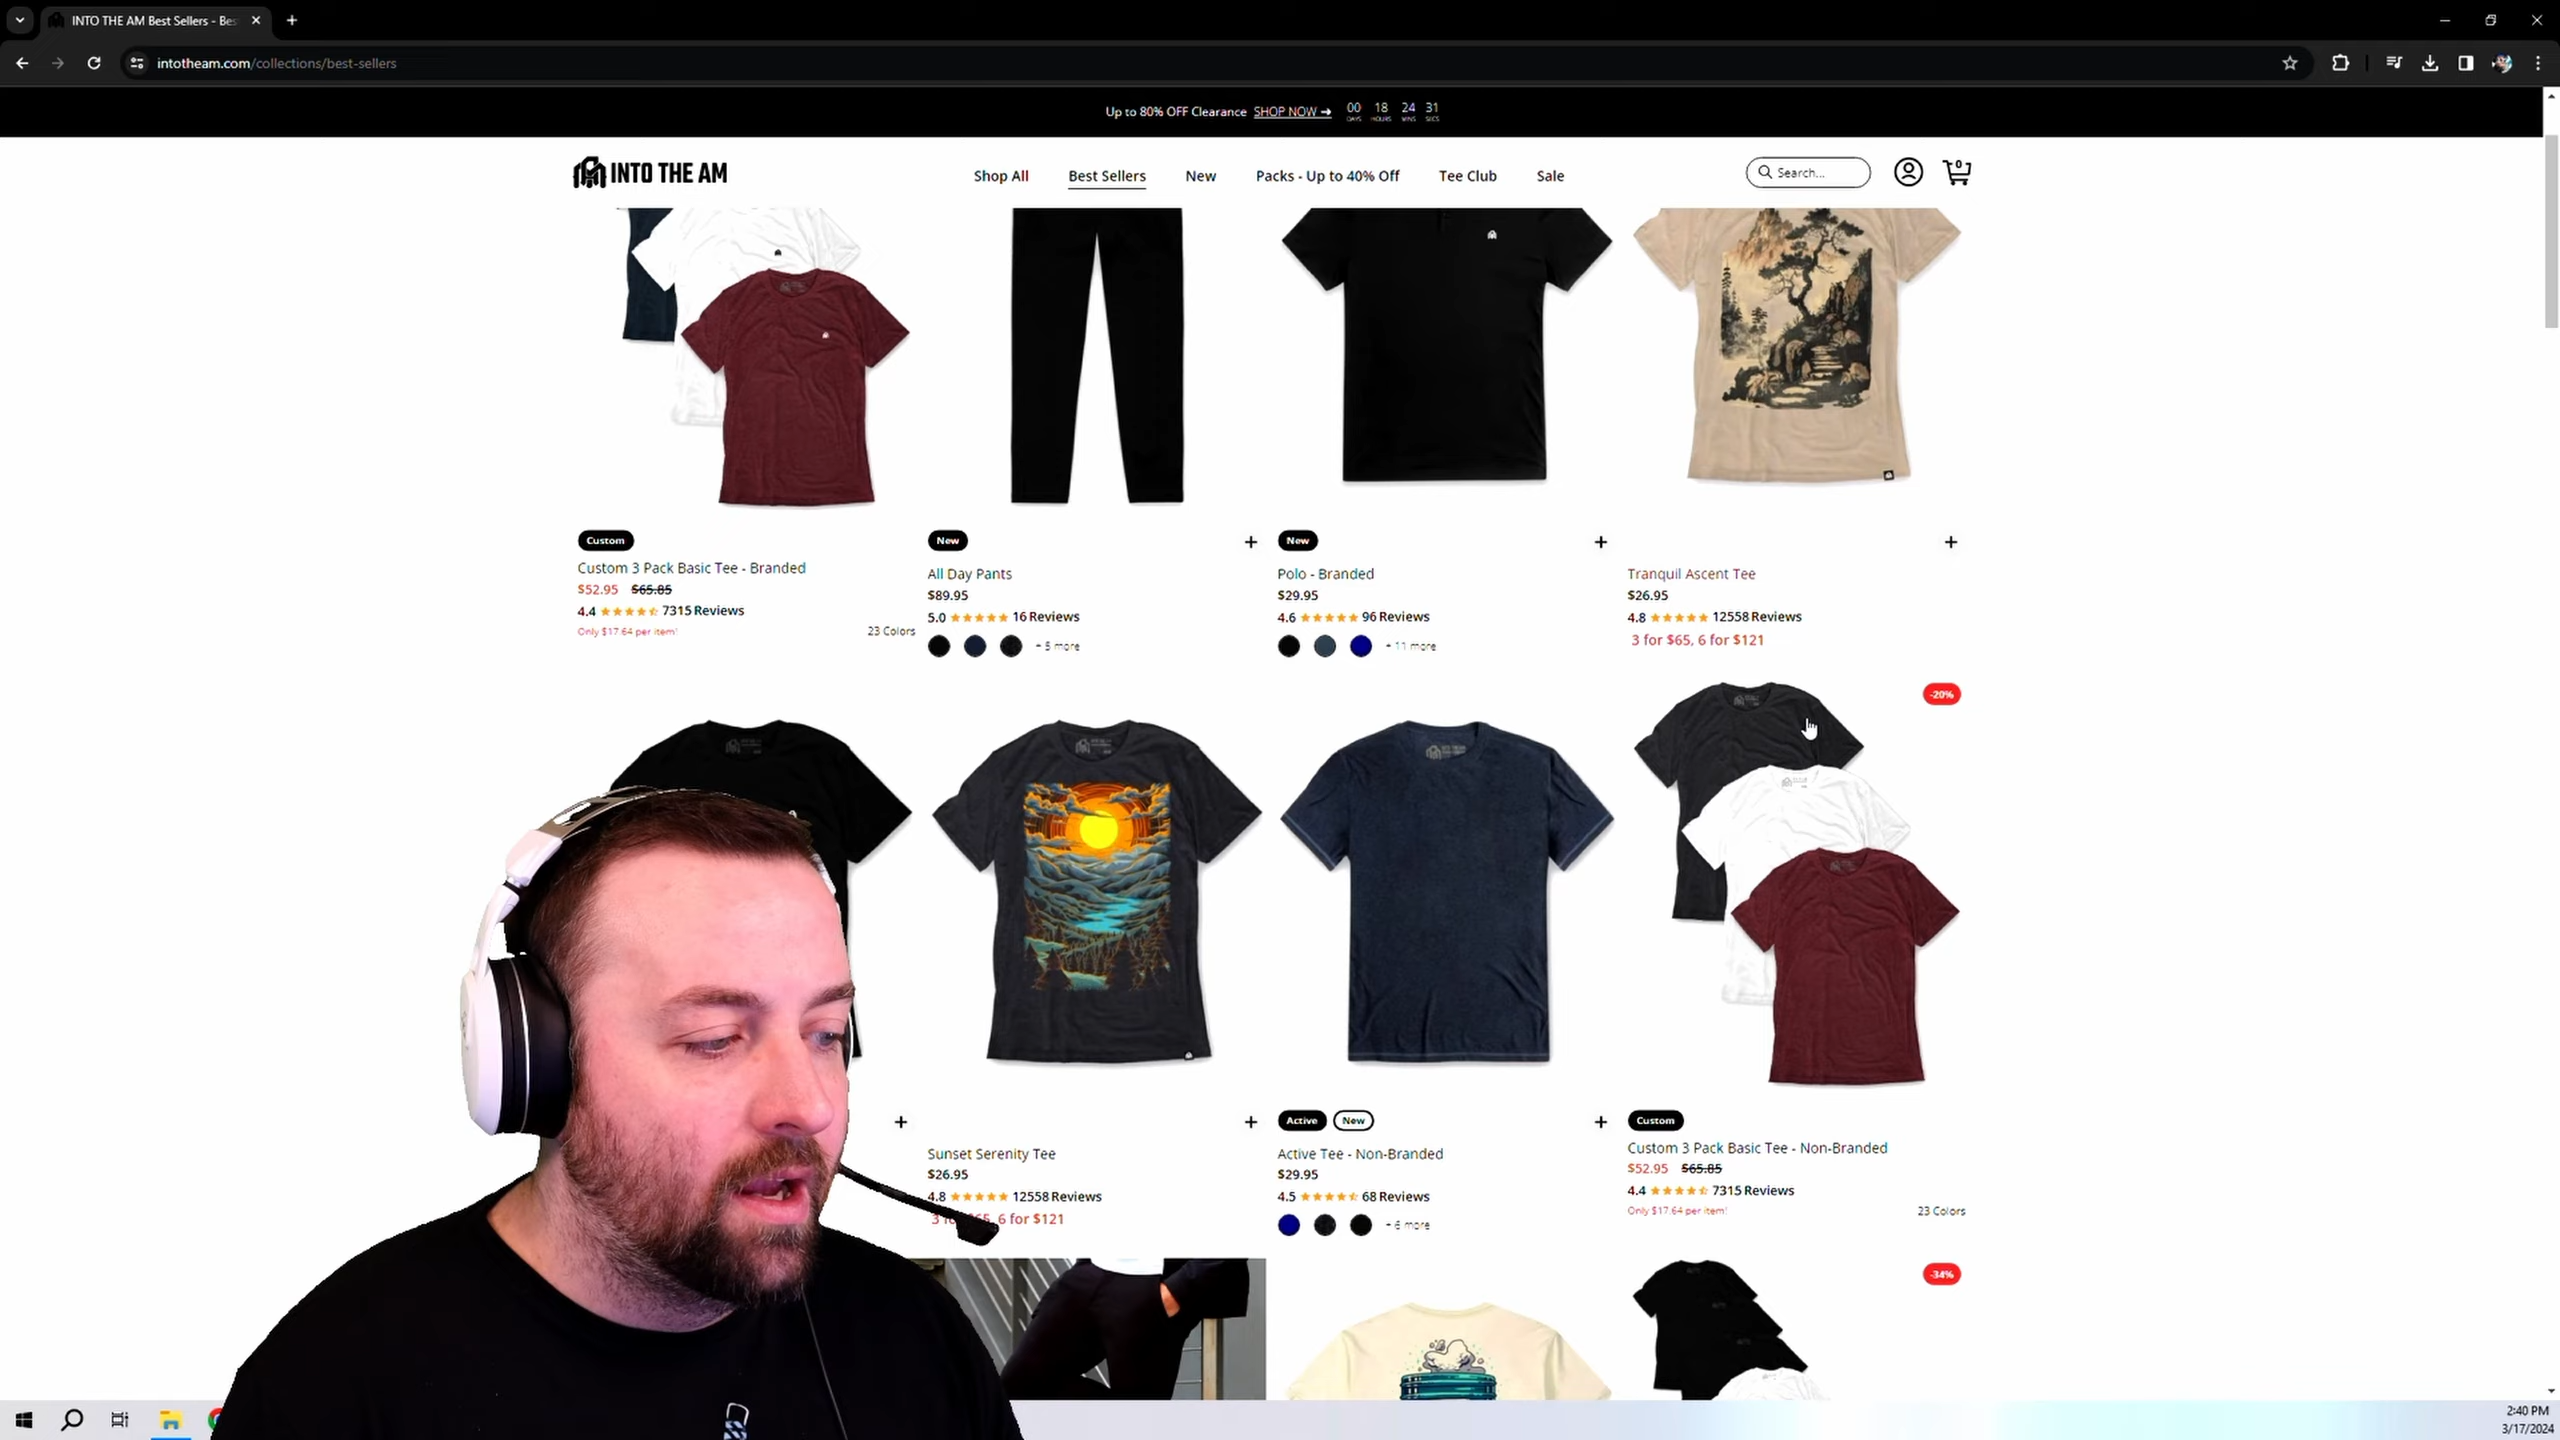 INTO THE AM Best Sellers - Bes
intotheam.com/collections/best-sellers
Up to 80% OFF Clearance SHOP NOW → 00 18 24 31
DAYS HOURS MINS SECS
INTO THE AM
Shop All Best Sellers New Packs - Up to 40% Off Tee Club Sale
Search...
0
Custom
Custom 3 Pack Basic Tee - Branded
$52.95 $65.85
4.4 7315 Reviews
Only $17.64 per item!
23 Colors
New
All Day Pants
$89.95
5.0 16 Reviews
+ 5 more
New
Polo - Branded
$29.95
4.6 96 Reviews
+ 11 more
Tranquil Ascent Tee
$26.95
4.8 12558 Reviews
3 for $65, 6 for $121
-20%
Sunset Serenity Tee
$26.95
4.8 12558 Reviews
6 for $121
Active New
Active Tee - Non-Branded
$29.95
4.5 68 Reviews
+ 6 more
Custom
Custom 3 Pack Basic Tee - Non-Branded
$52.95 $65.85
4.4 7315 Reviews
Only $17.64 per item!
23 Colors
-34%
2:40 PM
3/17/2024